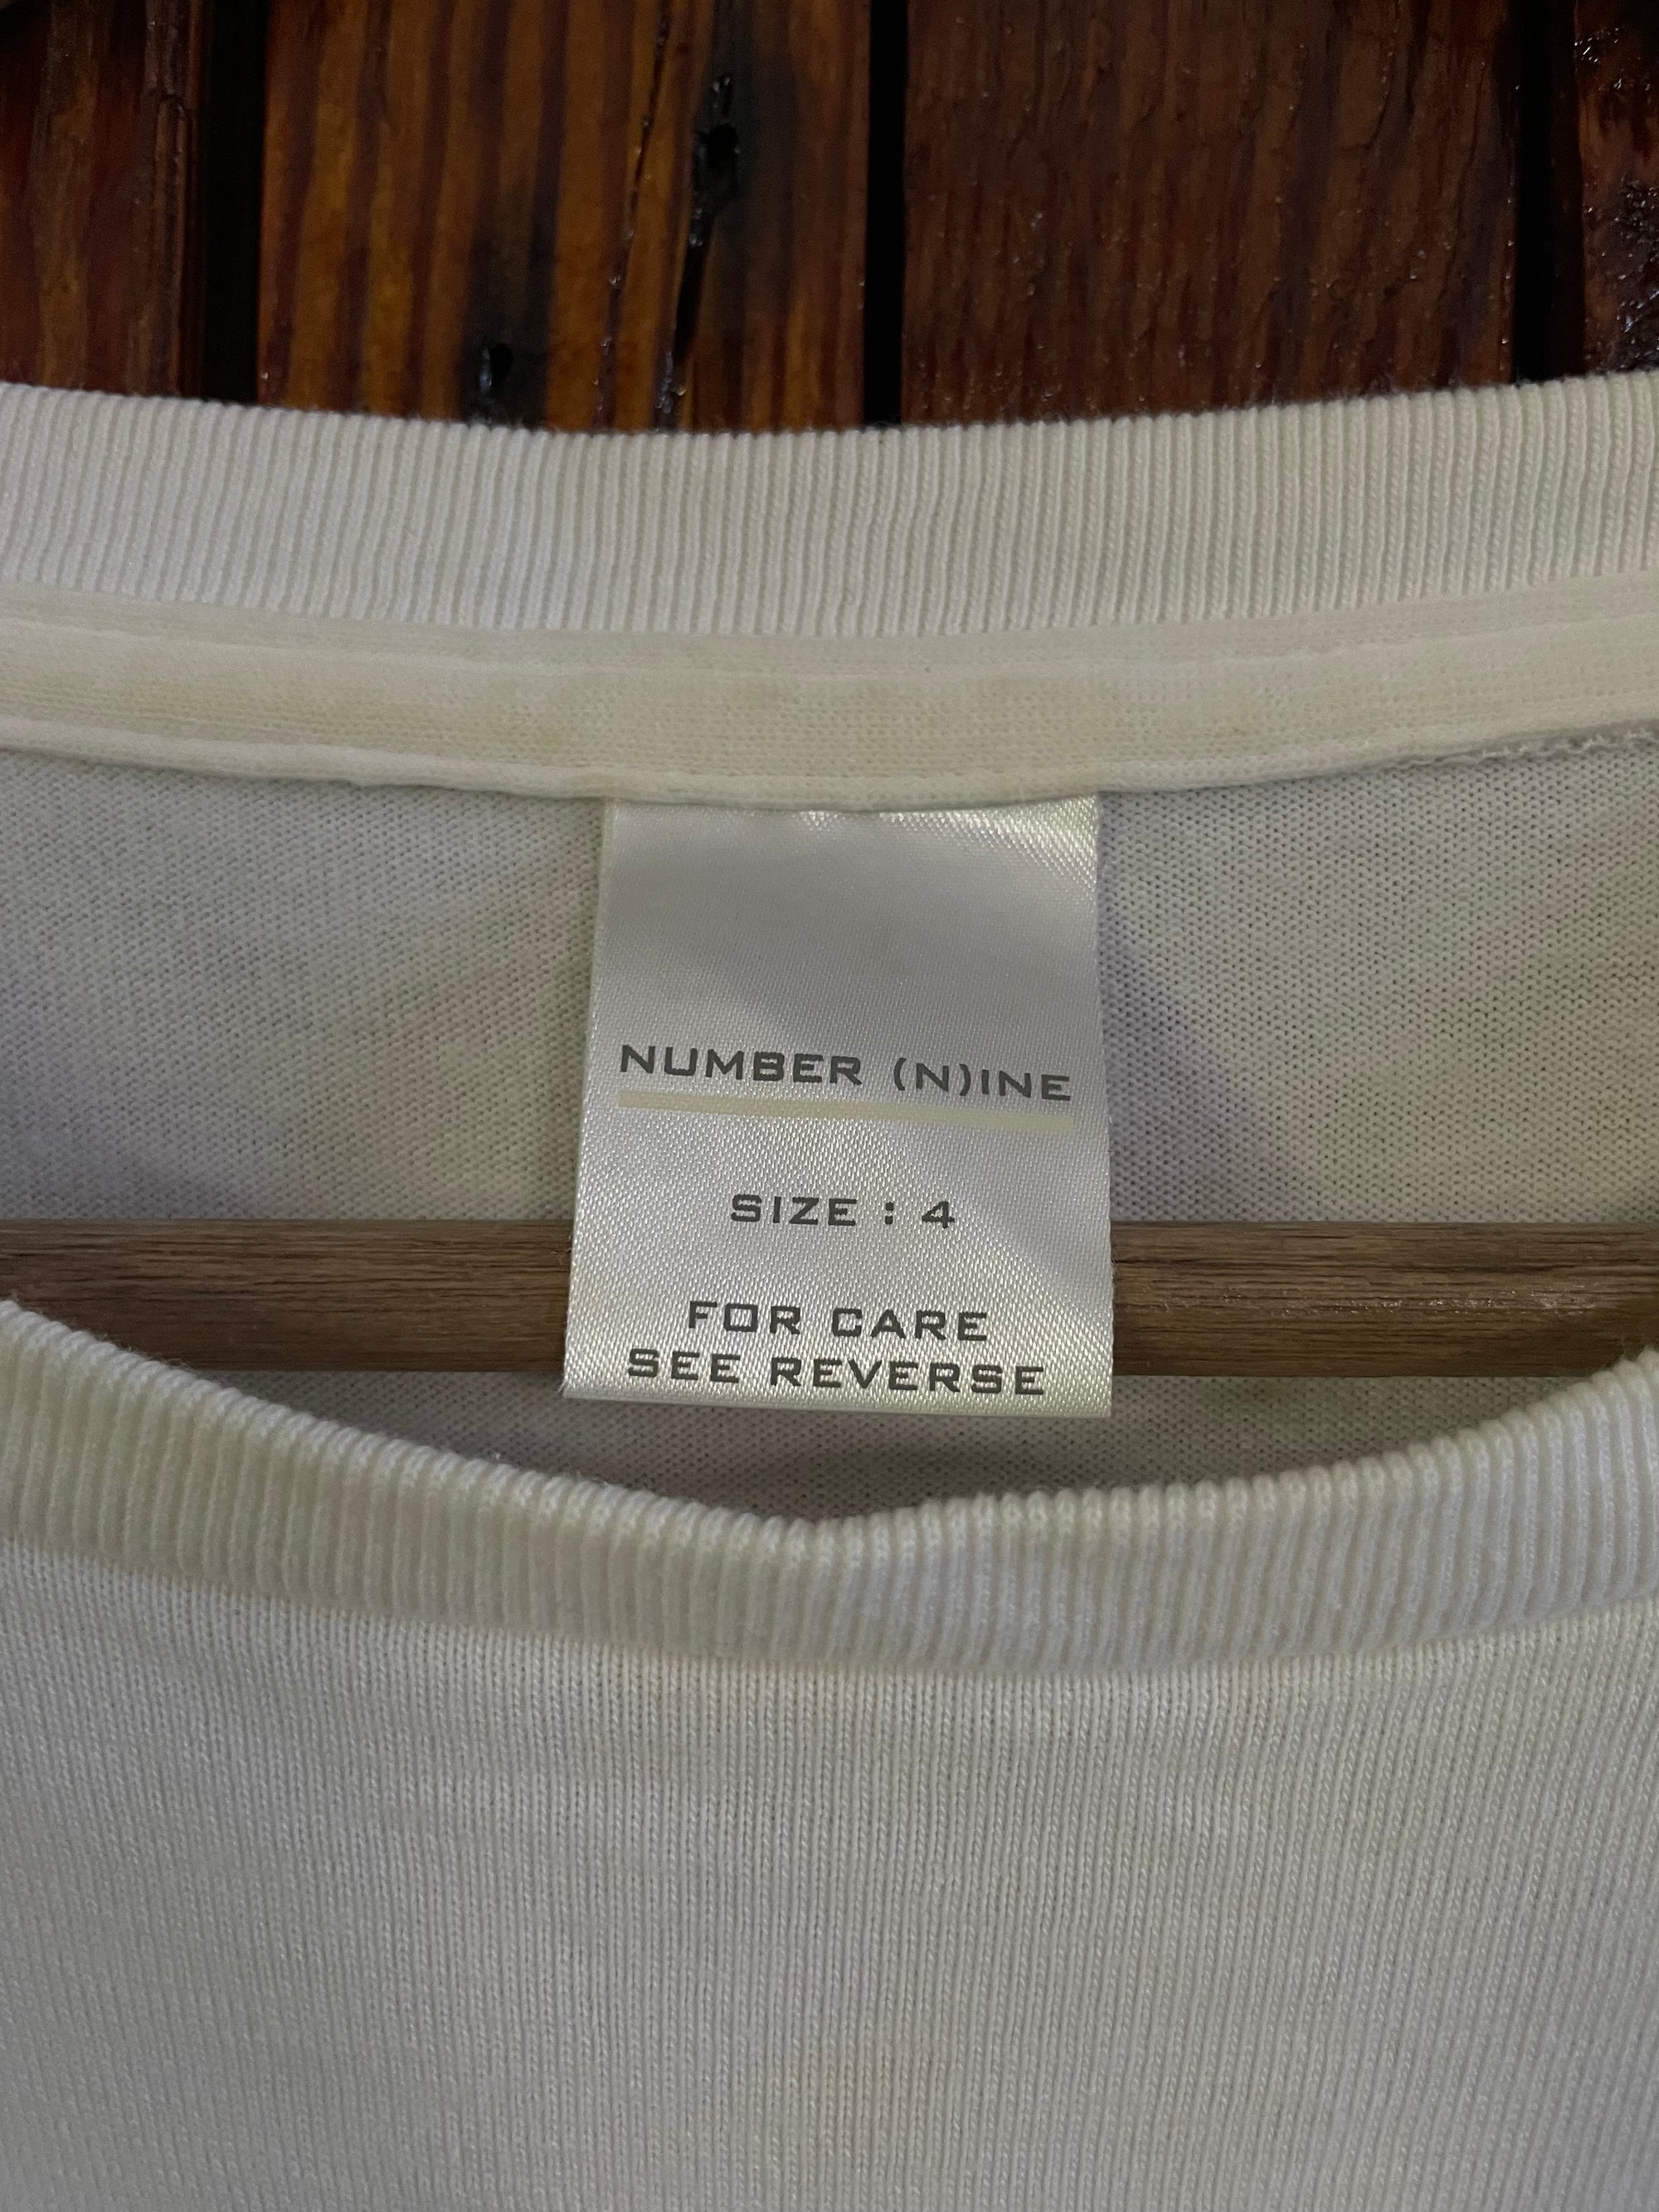 NUMBER (N)INE
SIZE : 4
FOR CARE
SEE REVERSE